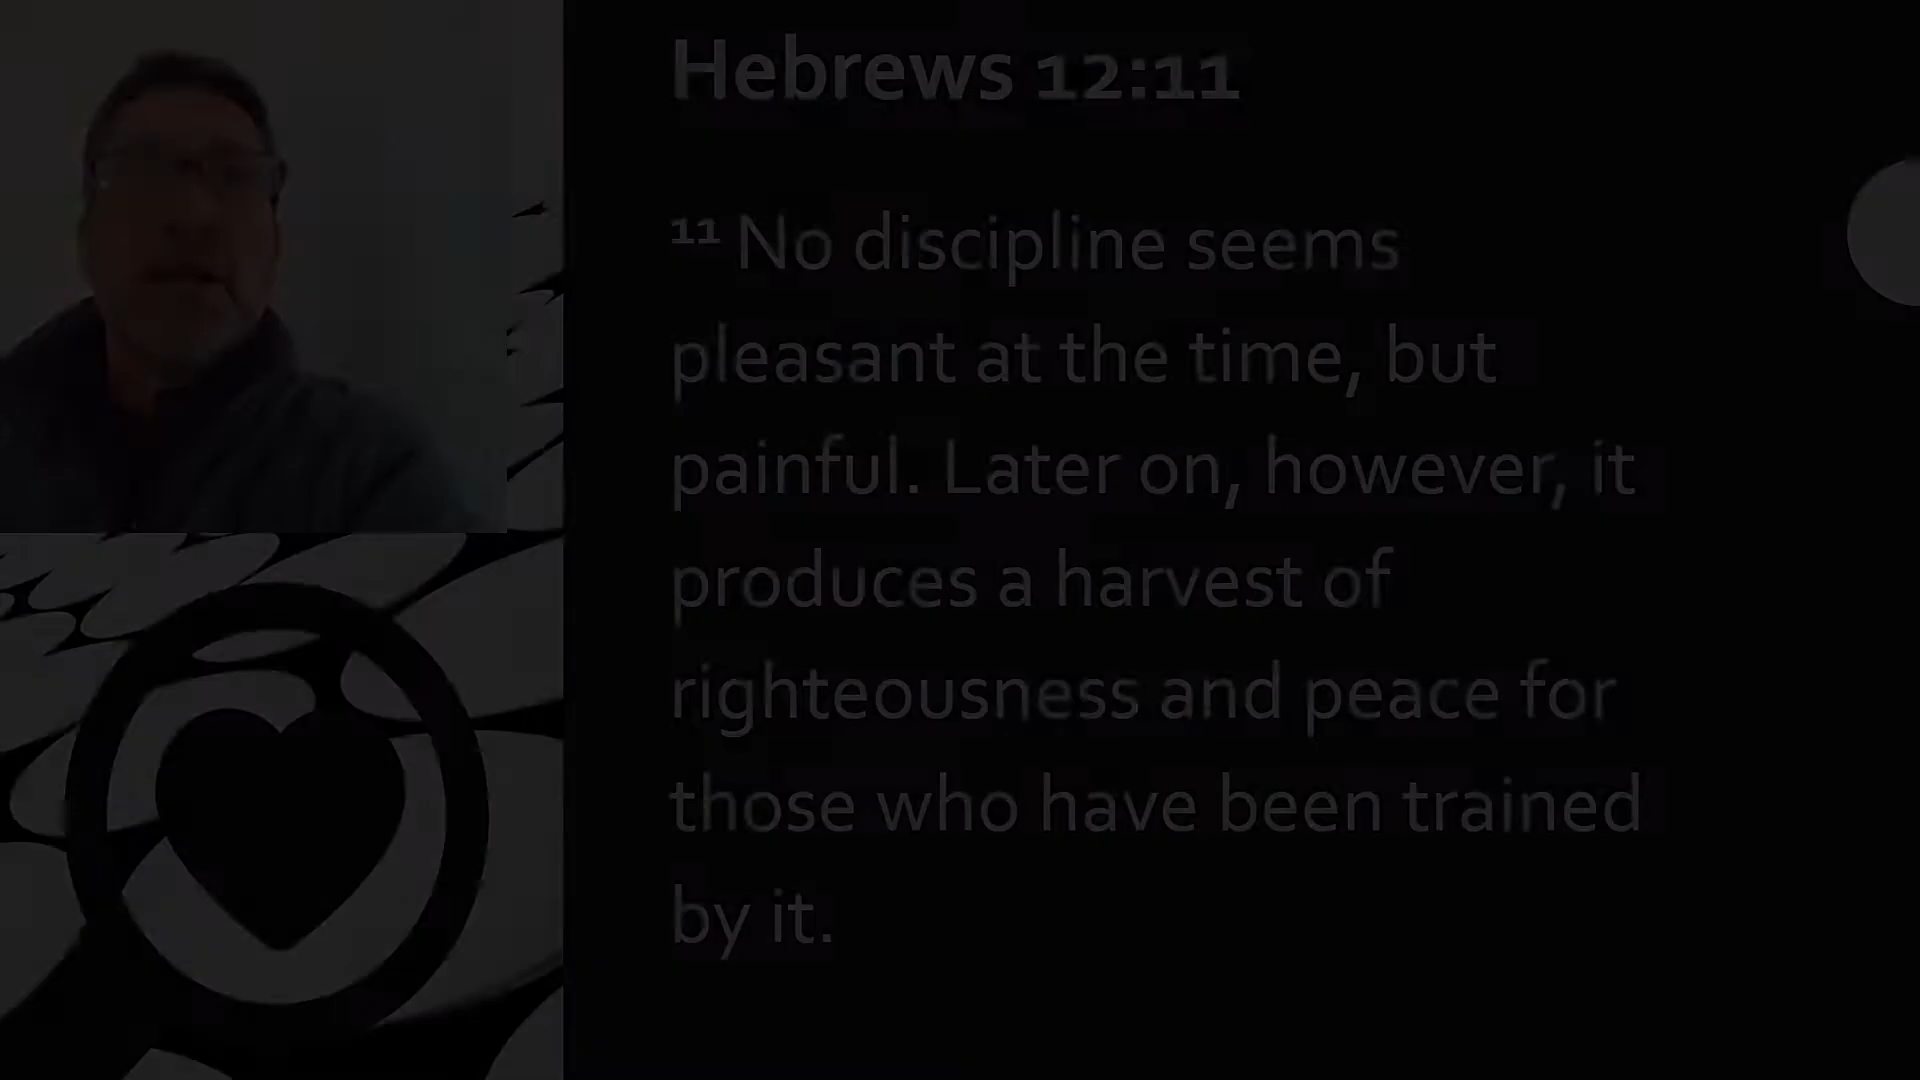 Hebrews 12:11
11 No discipline seems
pleasant at the time, but
painful. Later on, however, it
produces a harvest of
righteousness and peace for
those who have been trained
by it.